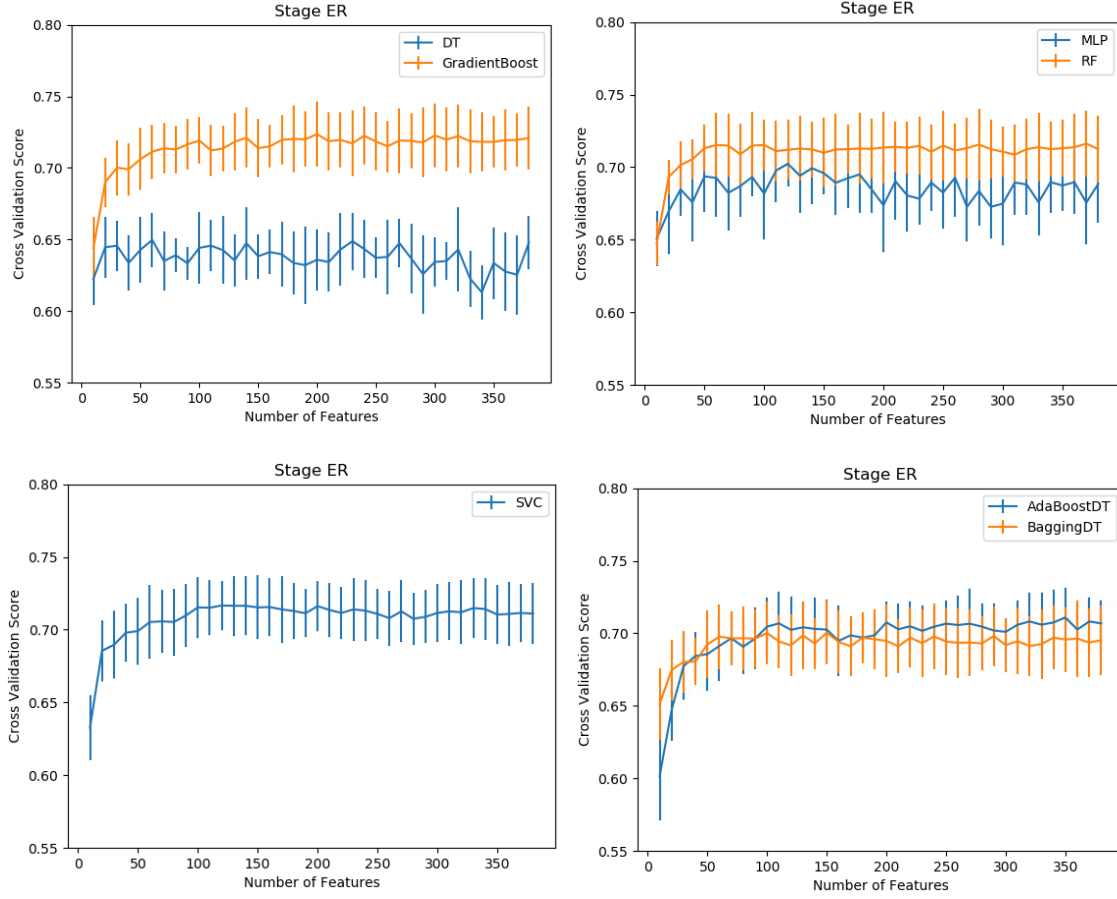 Stage ER
DT
GradientBoost
Cross Validation Score
0.80
0.75
0.70
0.65
0.60
0.55
0 50 100 150 200 250 300 350
Number of Features
Stage ER
MLP
RF
Cross Validation Score
0.80
0.75
0.70
0.65
0.60
0.55
0 50 100 150 200 250 300 350
Number of Features
Stage ER
SVC
Cross Validation Score
0.80
0.75
0.70
0.65
0.60
0.55
0 50 100 150 200 250 300 350
Number of Features
Stage ER
AdaBoostDT
BaggingDT
Cross Validation Score
0.80
0.75
0.70
0.65
0.60
0.55
0 50 100 150 200 250 300 350
Number of Features